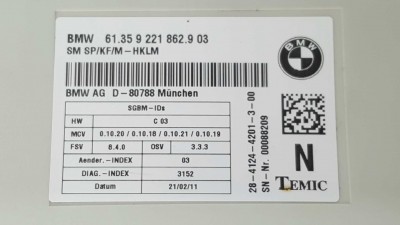 BMW 61.35 9 221 862.9 03
SM SP/KF/M-HKLM
BMW
BMW AG D-80788 München
SGBM-IDs
HW C 03
MCV 0.10.20 / 0.10.18 / 0.10.21 / 0.10.19
FSV 6.4.0 OSV 3.3.3
Aender.-INDEX 03
DIAG.-INDEX 3152
Datum 21/02/11
28-4124-4201-3-00
SN-Nr. 00088209
N
TEMIC